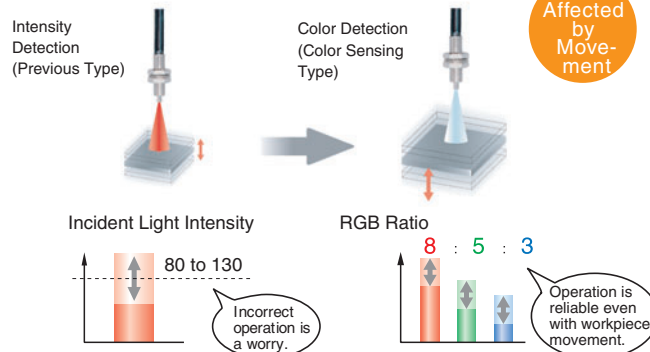 Intensity
Detection
(Previous Type)
Color Detection
(Color Sensing
Type)
Affected
by
Move-
ment
Incident Light Intensity
80 to 130
Incorrect
operation is
a worry.
RGB Ratio
8 : 5 : 3
Operation is
reliable even
with workpiece
movement.